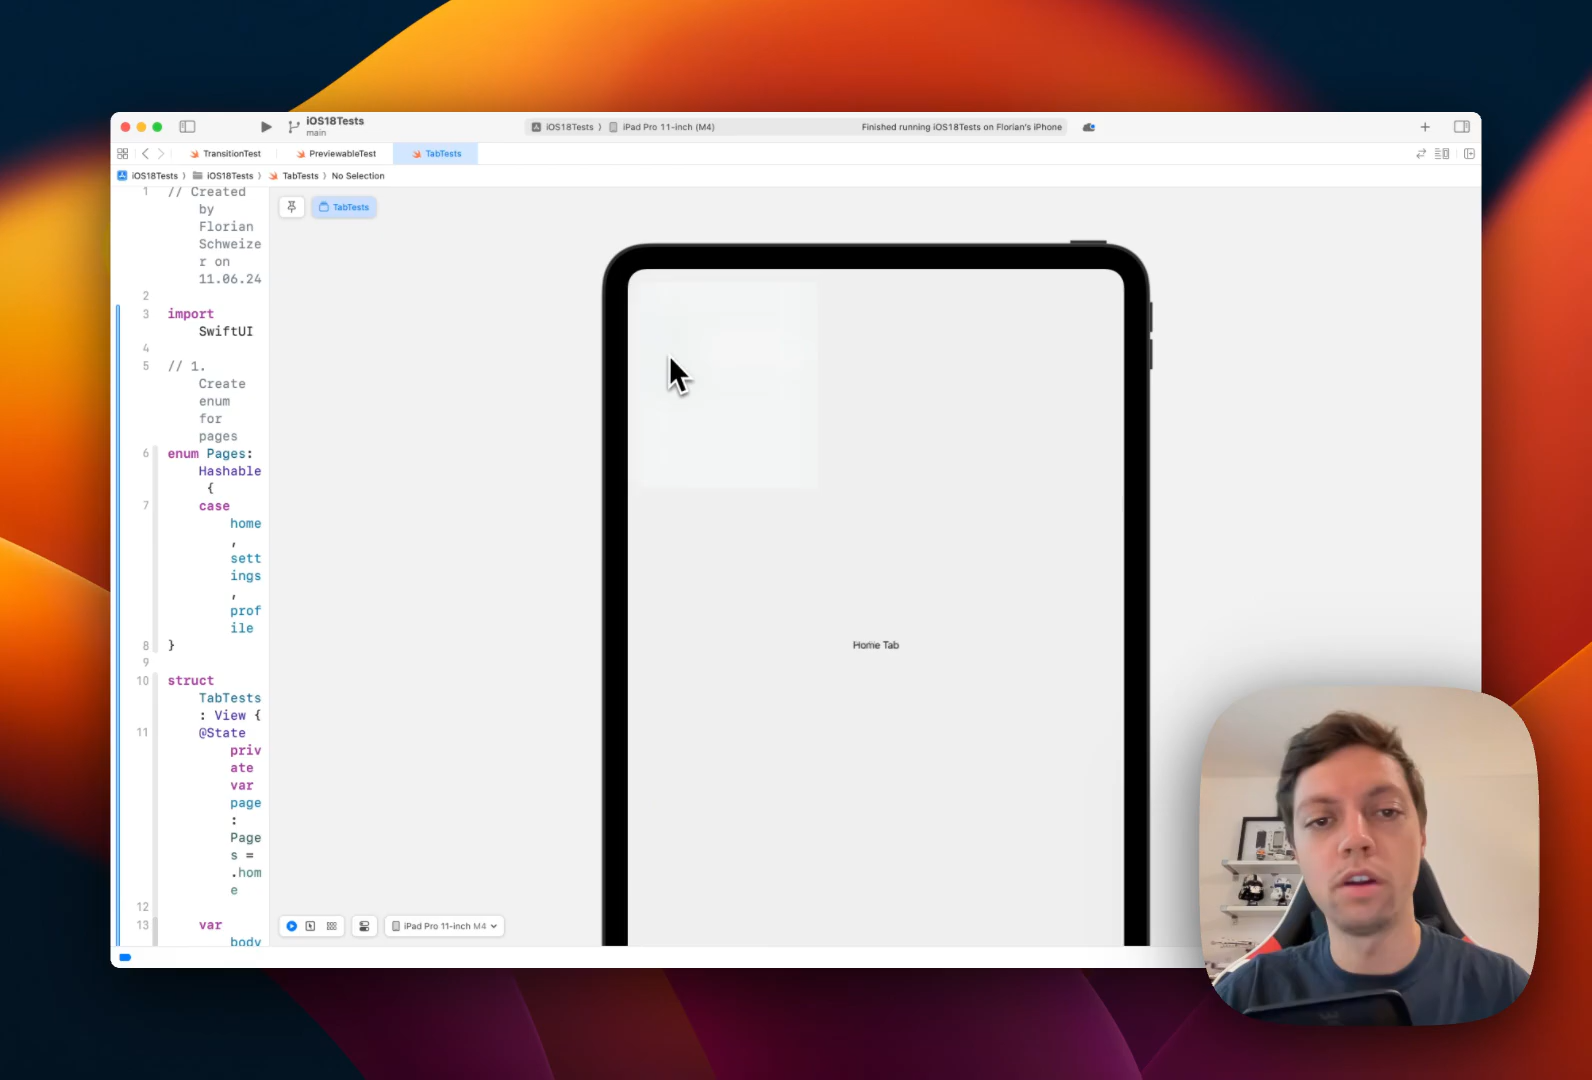 iOS18Tests
main
iOS18Tests 〉 iPad Pro 11-inch (M4)
Finished running iOS18Tests on Florian's iPhone
TransitionTest
PreviewableTest
TabTests
iOS18Tests 〉 iOS18Tests 〉 TabTests 〉 No Selection
1 // Created
by
Florian
Schweize
r on
11.06.24
2
3 import
SwiftUI
4
5 // 1.
Create
enum
for
pages
6 enum Pages:
Hashable
{
7 case
home
,
sett
ings
,
prof
ile
8 }
9
10 struct
TabTests
: View {
11 @State
priv
ate
var
page
:
Page
s =
.hom
e
12
13 var
body
TabTests
Home Tab
iPad Pro 11-inch M4